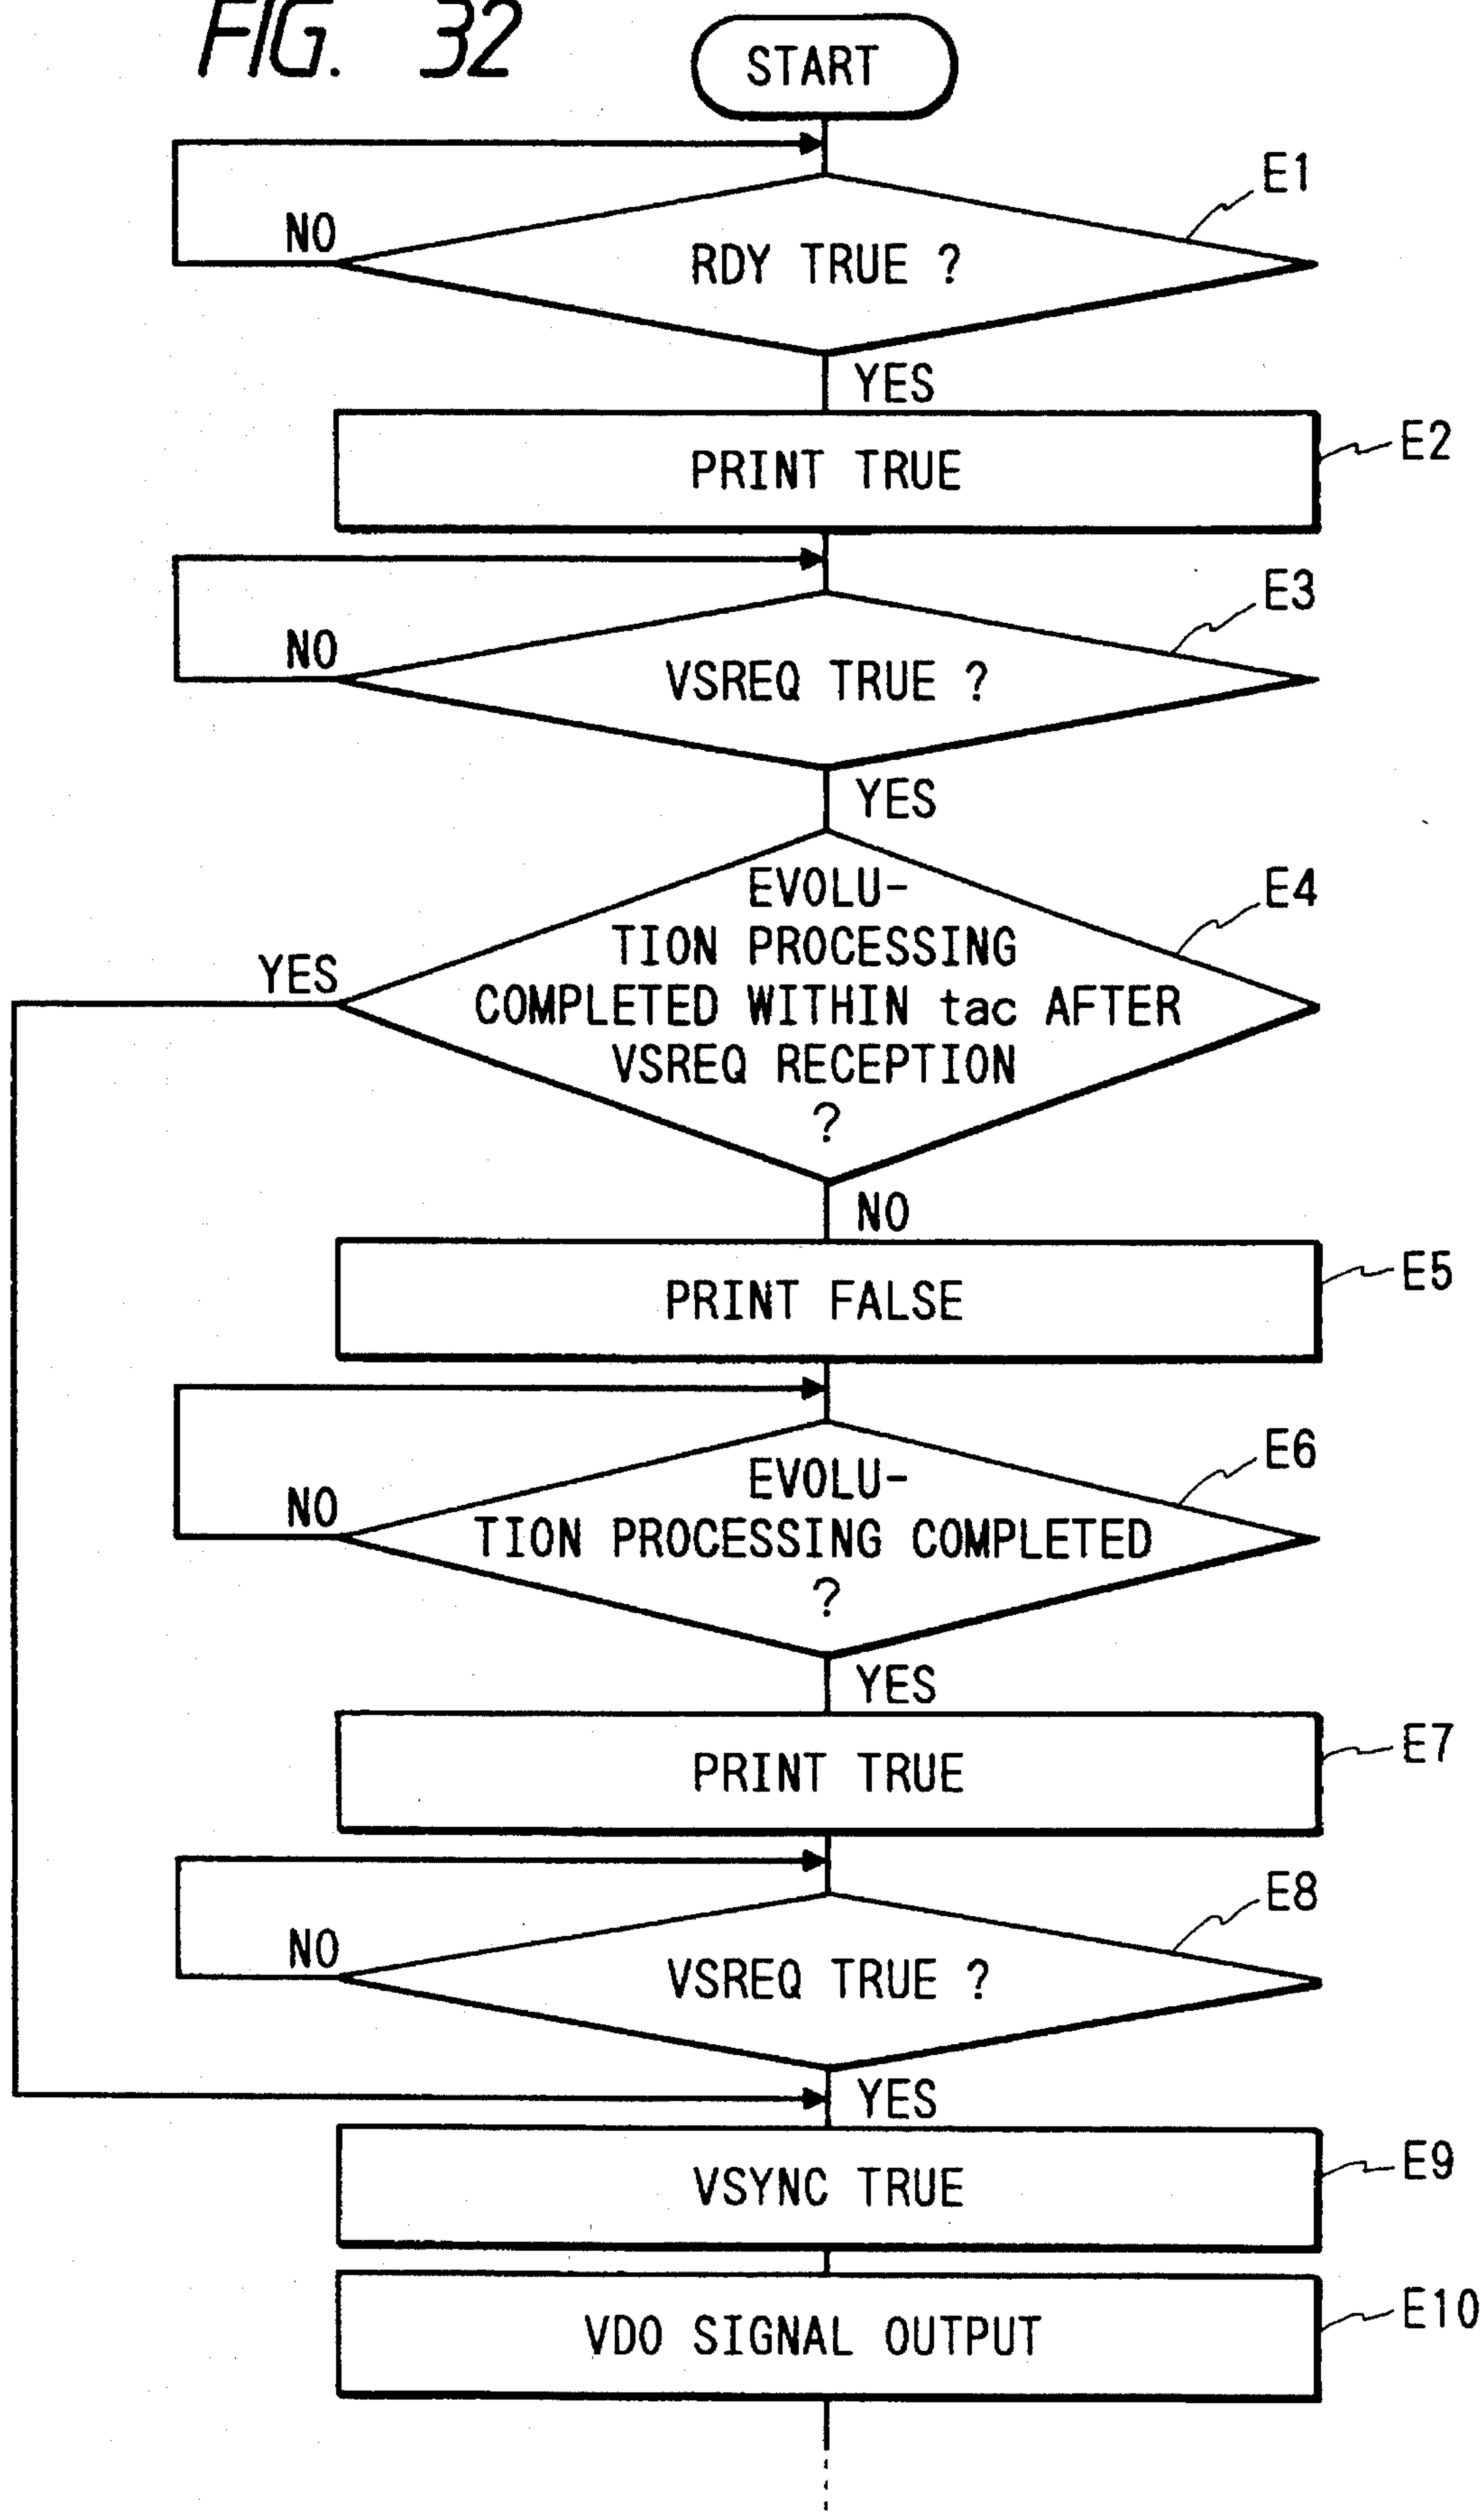 FIG. 32
START
E1
NO
RDY TRUE ?
YES
E2
PRINT TRUE
E3
NO
VSREQ TRUE ?
YES
E4
EVOLU-
TION PROCESSING
YES
COMPLETED WITHIN tac AFTER
VSREQ RECEPTION
?
NO
E5
PRINT FALSE
E6
EVOLU-
NO
TION PROCESSING COMPLETED
?
YES
E7
PRINT TRUE
E8
NO
VSREQ TRUE ?
YES
E9
VSYNC TRUE
E10
VDO SIGNAL OUTPUT